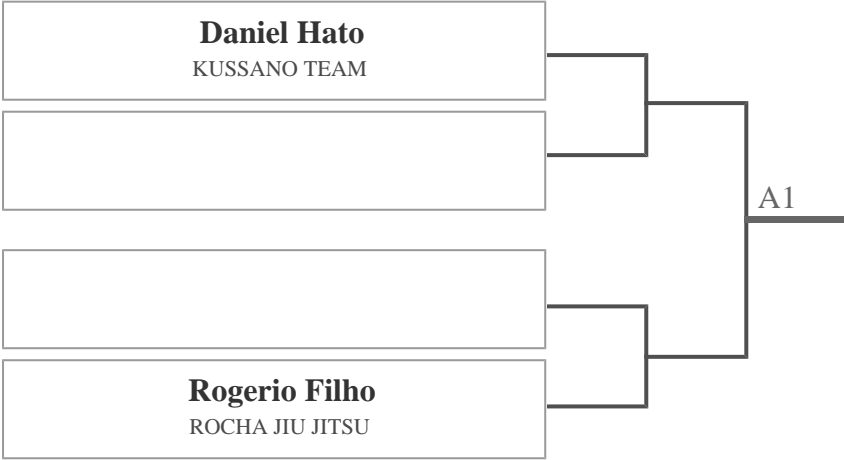 Daniel Hato
KUSSANO TEAM
A1
Rogerio Filho
ROCHA JIU JITSU